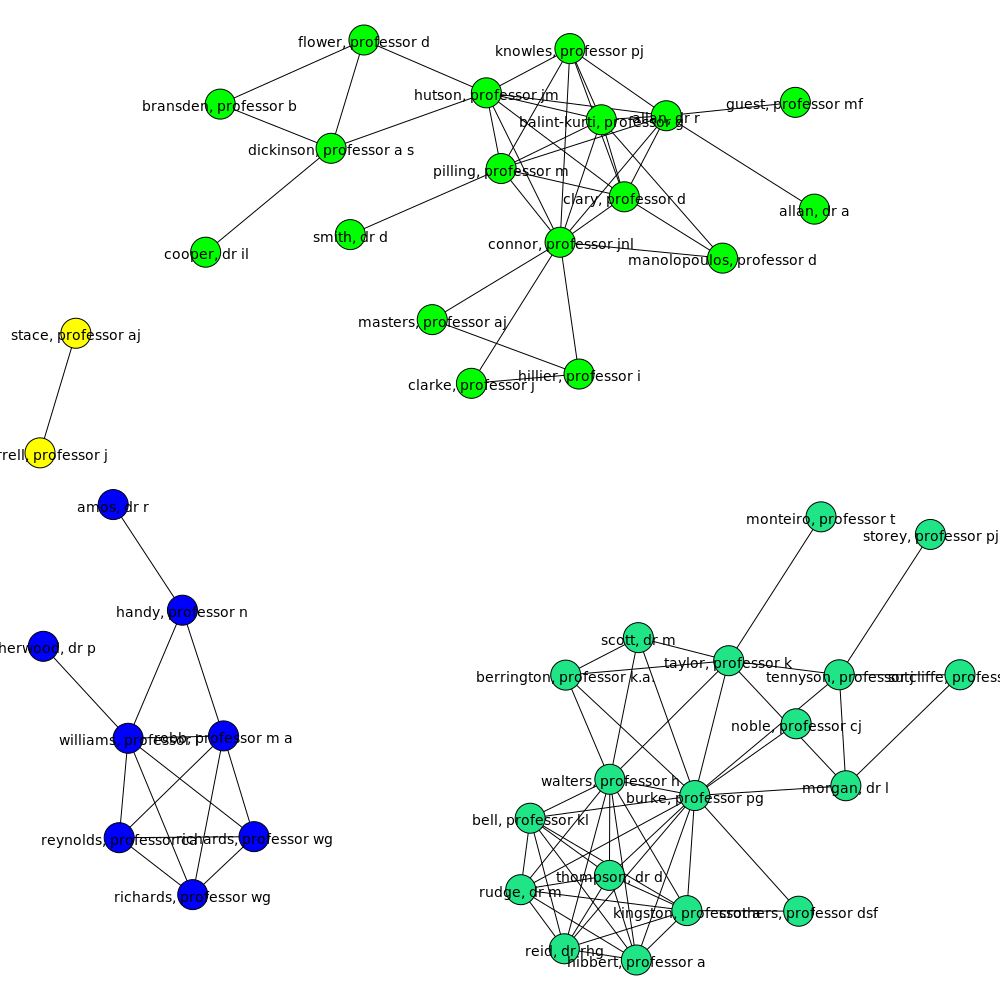 flower, professor d
knowles, professor pj
hutson, professor jm
bransden, professor b
guest, professor mf
balint-kurti, professor g
allan, dr r
dickinson, professor a s
pilling, professor m
clary, professor d
allan, dr a
smith, dr d
connor, professor jnl
cooper, dr il
manolopoulos, professor d
masters, professor aj
stace, professor aj
hillier, professor i
clarke, professor j
rrell, professor j
amos, dr r
monteiro, professor t
storey, professor pj
handy, professor n
scott, dr m
herwood, dr p
taylor, professor k
berrington, professor k.a.
tennyson, professor j
sutcliffe, profess
noble, professor cj
williams, professor i
robb, professor m a
walters, professor h
morgan, dr l
burke, professor pg
bell, professor kl
reynolds, professor ca
richards, professor wg
thompson, dr d
rudge, dr m
richards, professor wg
kingston, professor a e
crothers, professor dsf
reid, dr rhg
hibbert, professor a